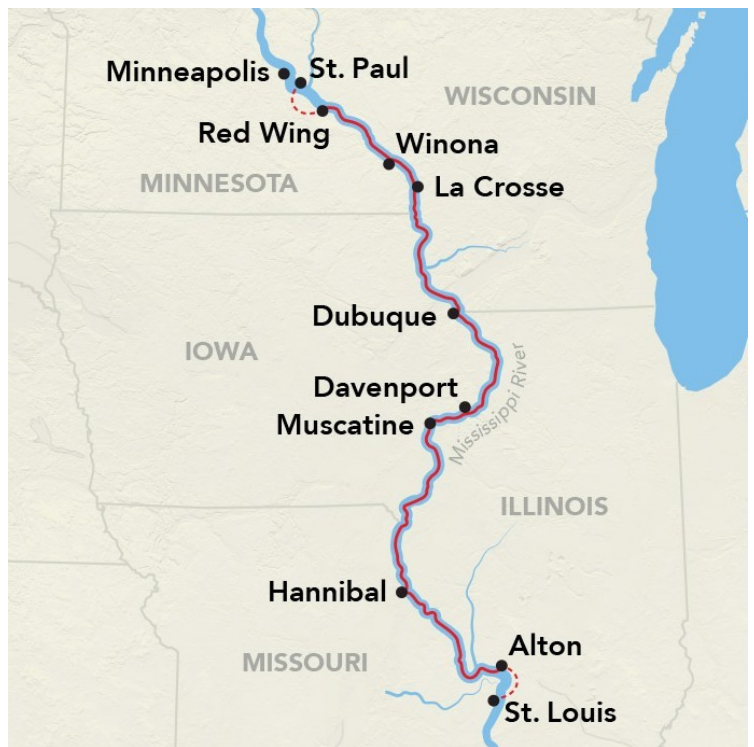 Minneapolis
St. Paul
WISCONSIN
Red Wing
Winona
MINNESOTA
La Crosse
Dubuque
IOWA
Davenport
Mississippi River
Muscatine
ILLINOIS
Hannibal
Alton
MISSOURI
St. Louis